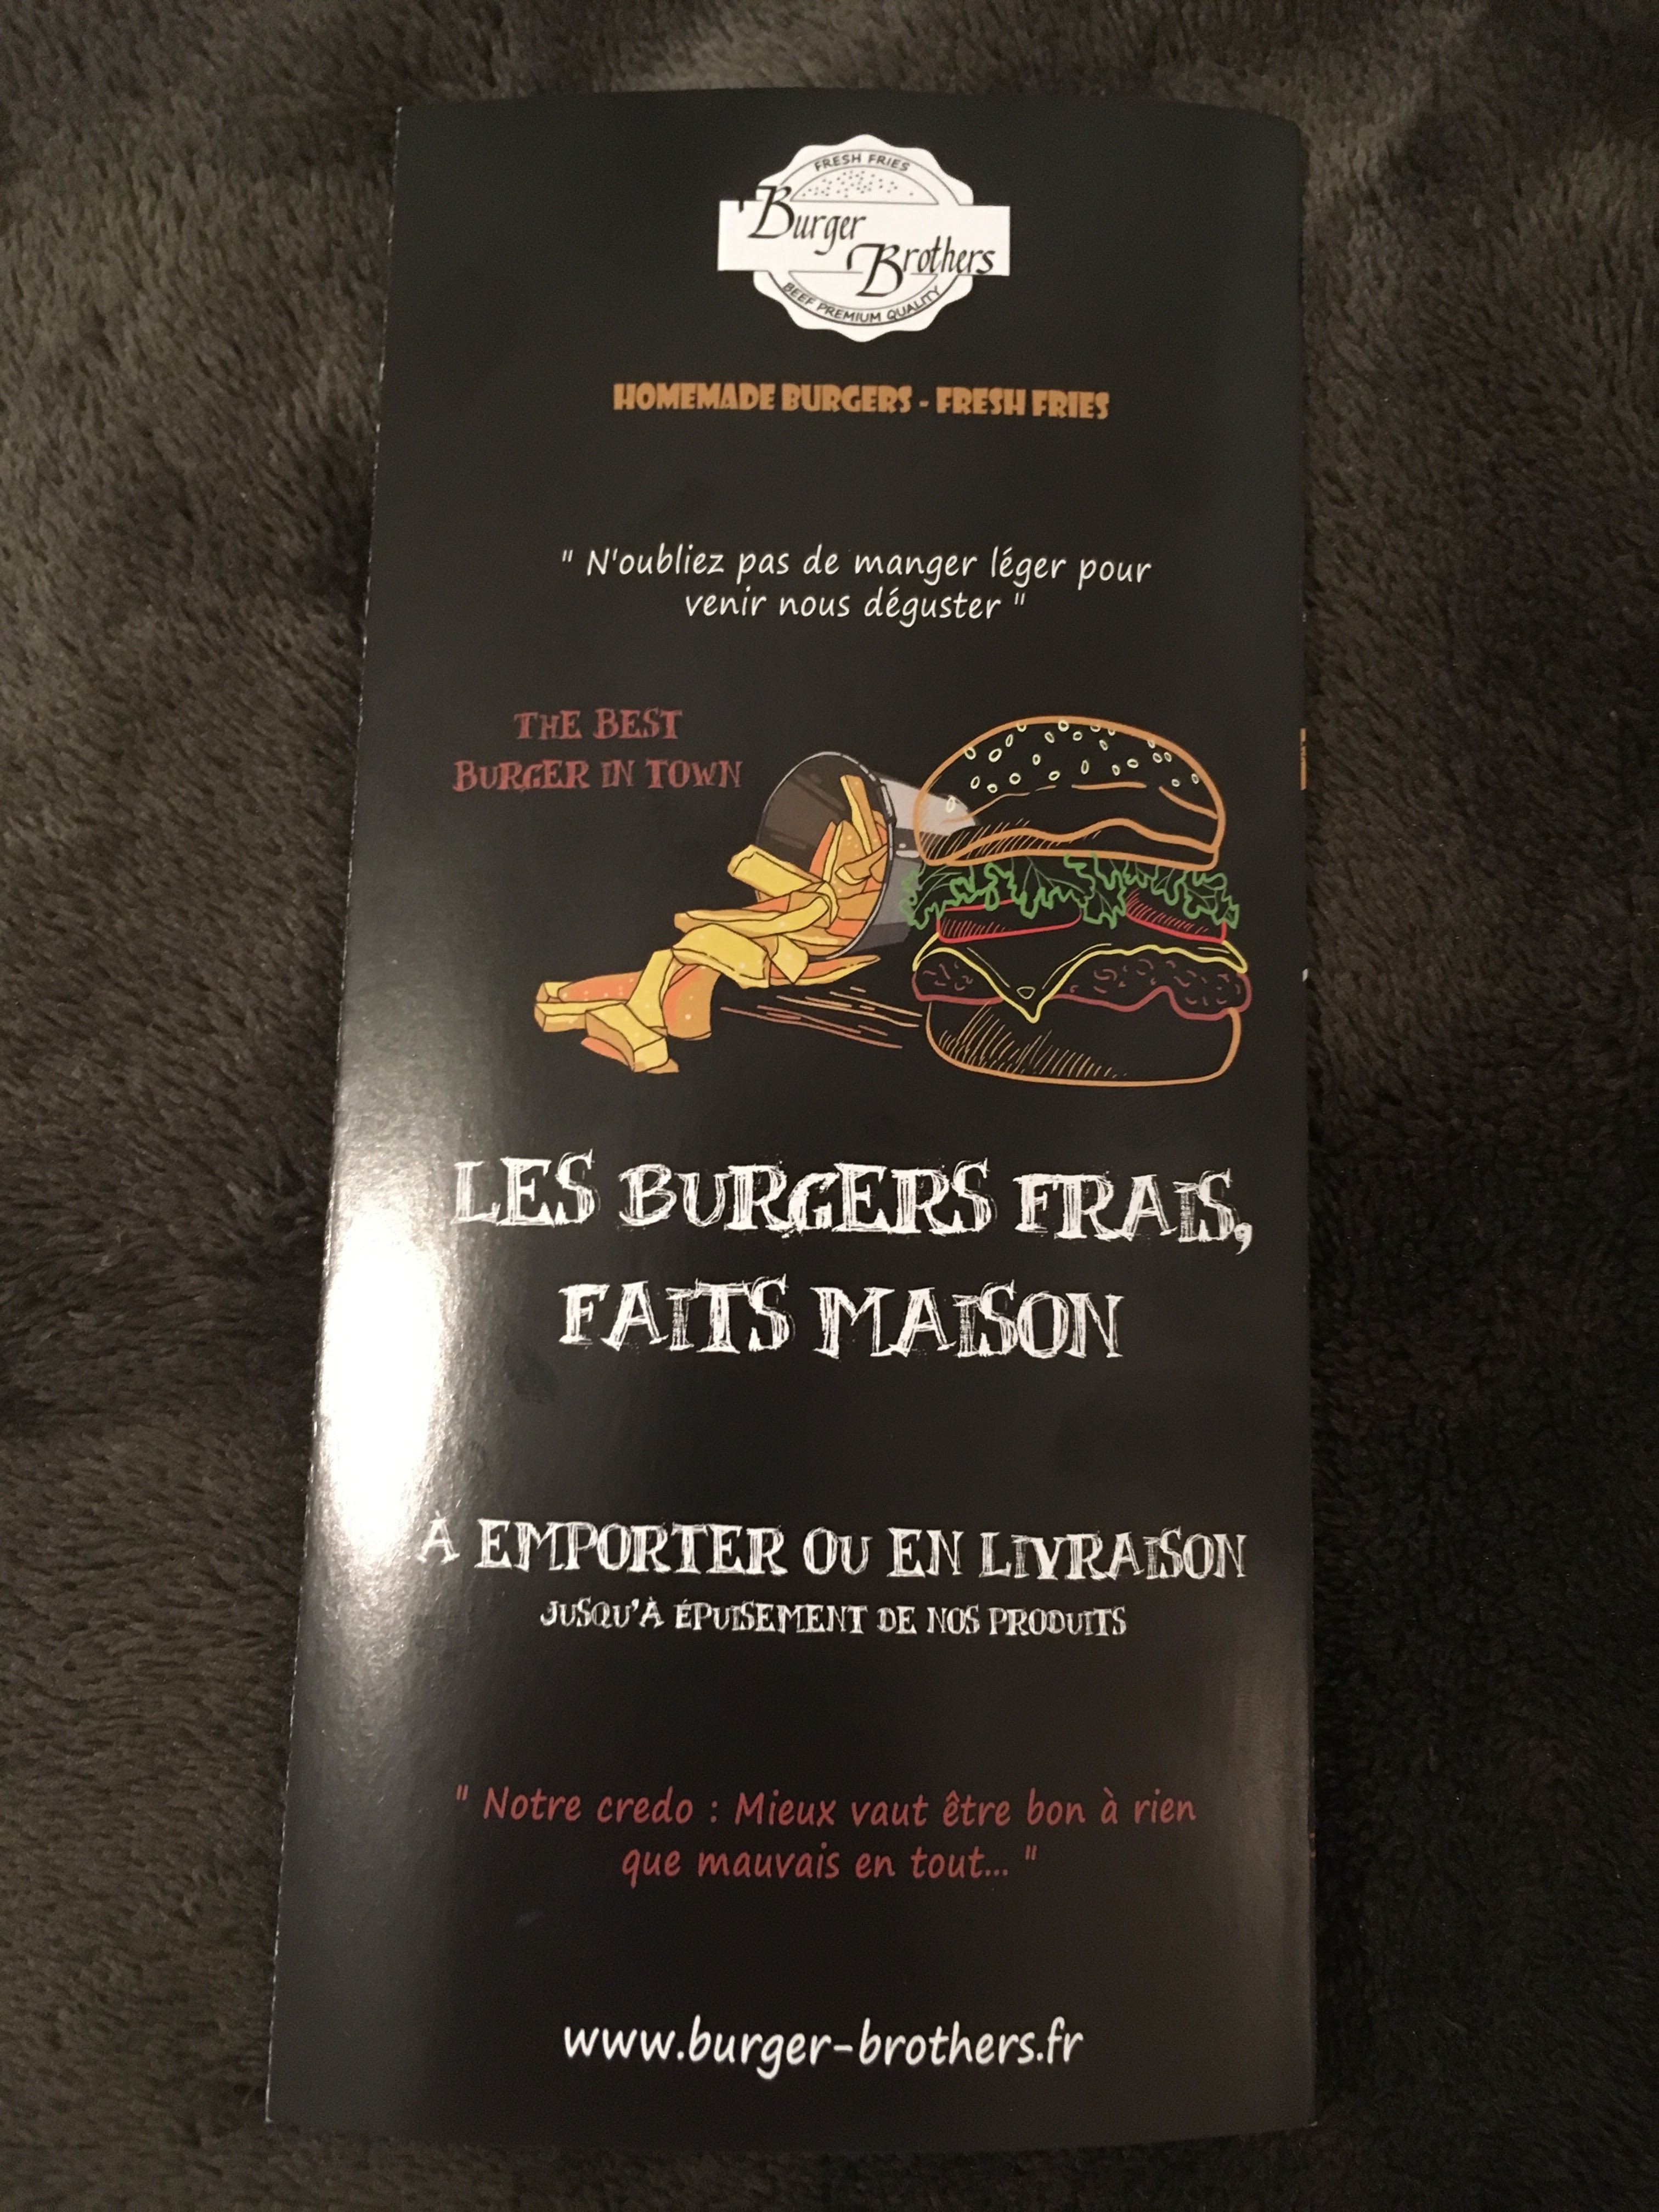 FRESH FRIES
Burger
Brothers
BEEF PREMIUM QUALITY
HOMEMADE BURGERS - FRESH FRIES
" N'oubliez pas de manger léger pour
venir nous déguster "
THE BEST
BURGER IN TOWN
LES BURGERS FRAIS,
FAITS MAISON
À EMPORTER OU EN LIVRAISON
JUSQU'À ÉPUISEMENT DE NOS PRODUITS
" Notre credo : Mieux vaut être bon à rien
que mauvais en tout... "
www.burger-brothers.fr